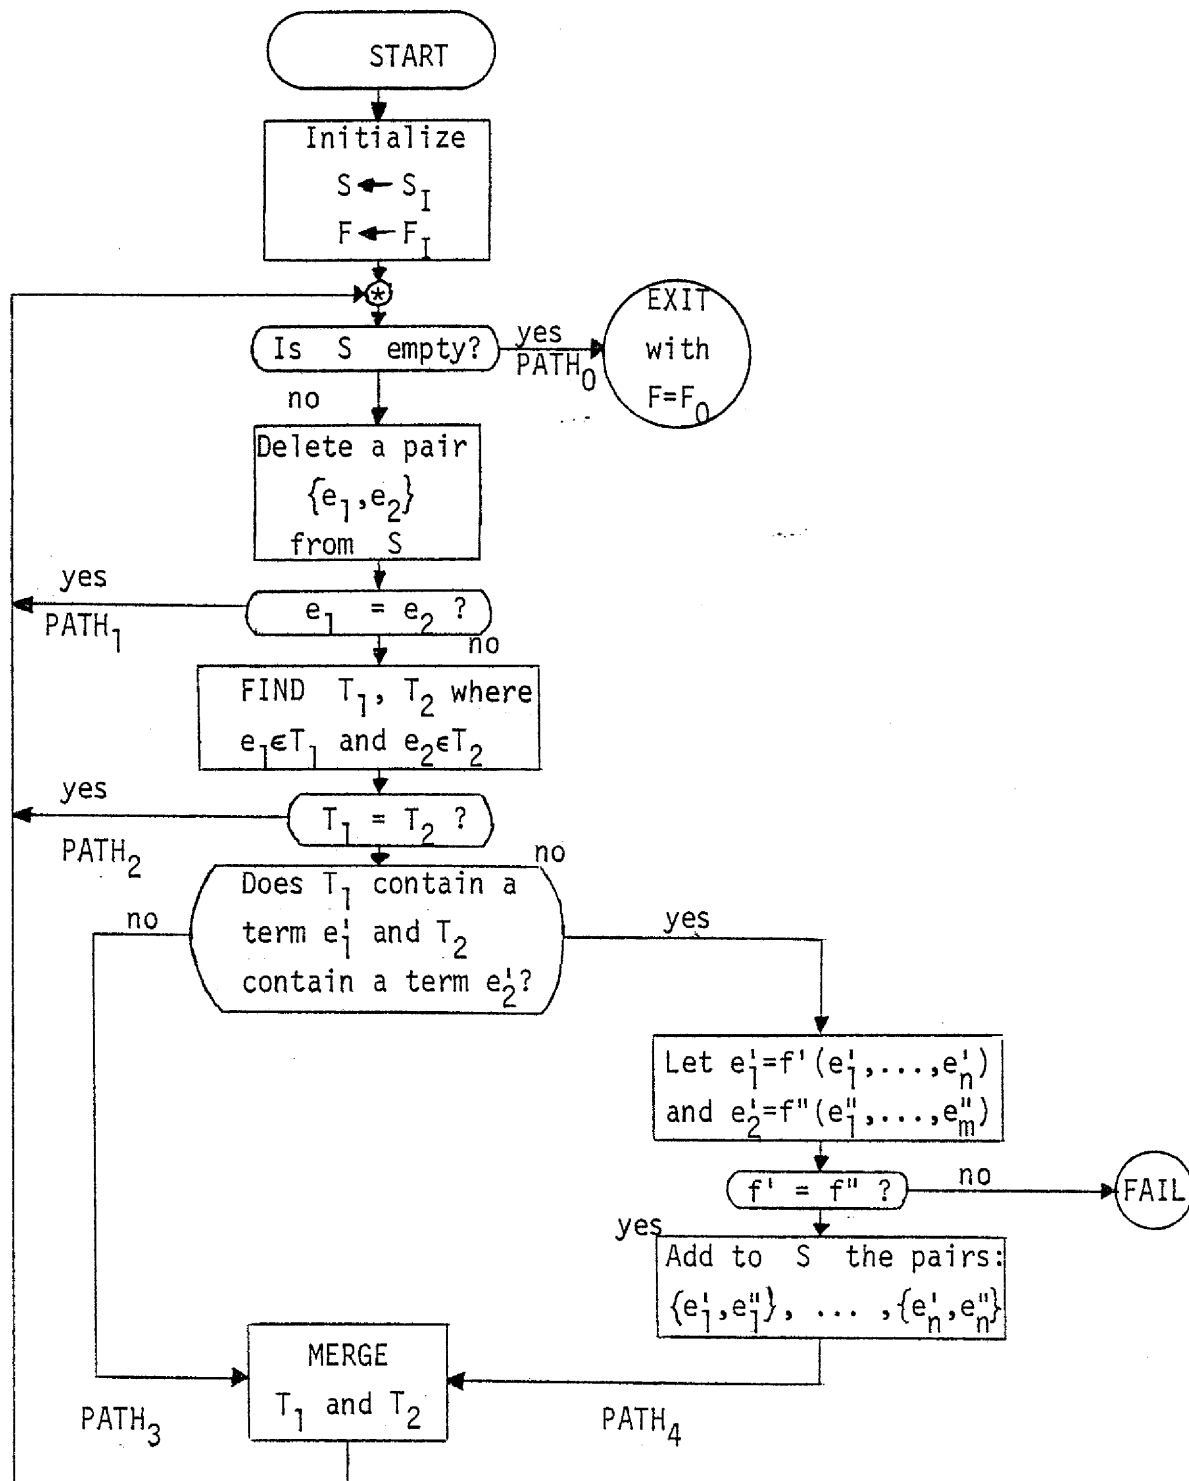 START
Initialize
S ← S_I
F ← F_I
*
Is S empty?
yes
PATH_0
EXIT
with
F=F_0
no
Delete a pair
{e_1,e_2}
from S
yes
PATH_1
e_1 = e_2 ?
no
FIND T_1, T_2 where
e_1∈T_1 and e_2∈T_2
yes
PATH_2
T_1 = T_2 ?
no
Does T_1 contain a
term e'_1 and T_2
contain a term e'_2?
no
yes
Let e'_1=f'(e'_1,...,e'_n)
and e'_2=f"(e"_1,...,e"_m)
f' = f" ?
no
FAIL
yes
Add to S the pairs:
{e'_1,e"_1}, ... ,{e'_n,e"_n}
MERGE
T_1 and T_2
PATH_3
PATH_4